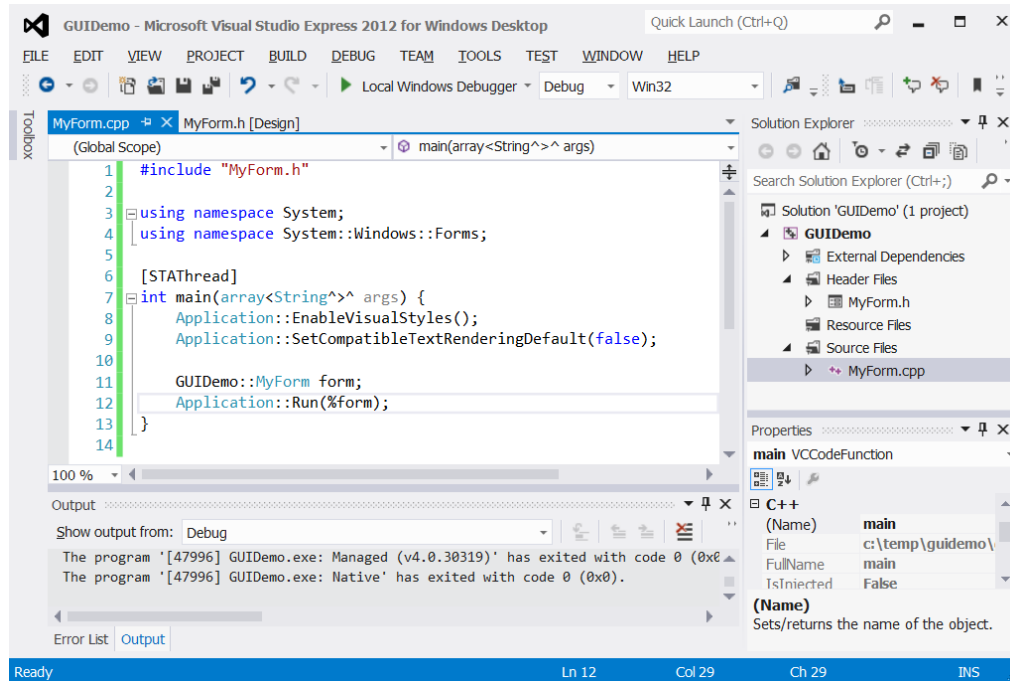 GUIDemo - Microsoft Visual Studio Express 2012 for Windows Desktop
Quick Launch (Ctrl+Q)
FILE EDIT VIEW PROJECT BUILD DEBUG TEAM TOOLS TEST WINDOW HELP
Local Windows Debugger Debug Win32
Toolbox
MyForm.cpp MyForm.h [Design]
(Global Scope) main(array<String^>^ args)
1 #include "MyForm.h"
2
3 using namespace System;
4 using namespace System::Windows::Forms;
5
6 [STAThread]
7 int main(array<String^>^ args) {
8 Application::EnableVisualStyles();
9 Application::SetCompatibleTextRenderingDefault(false);
10
11 GUIDemo::MyForm form;
12 Application::Run(%form);
13 }
14
100 %
Output
Show output from: Debug
The program '[47996] GUIDemo.exe: Managed (v4.0.30319)' has exited with code 0 (0x0
The program '[47996] GUIDemo.exe: Native' has exited with code 0 (0x0).
Error List Output
Solution Explorer
Search Solution Explorer (Ctrl+;)
Solution 'GUIDemo' (1 project)
GUIDemo
External Dependencies
Header Files
MyForm.h
Resource Files
Source Files
MyForm.cpp
Properties
main VCCodeFunction
C++
(Name) main
File c:\temp\guidemo\
FullName main
IsInjected False
(Name)
Sets/returns the name of the object.
Ready Ln 12 Col 29 Ch 29 INS